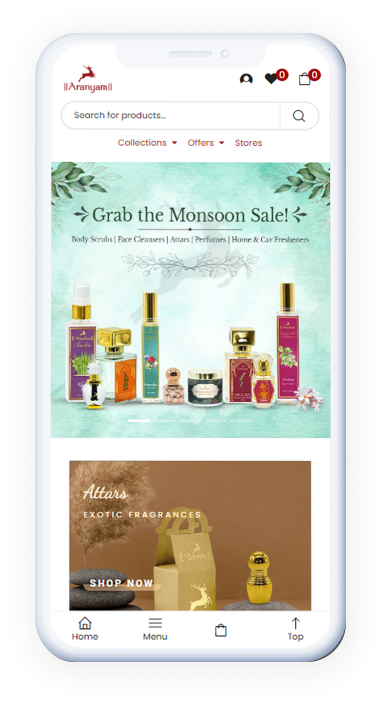 ||Aranyam||
0
0
Search for products...
Collections Offers Stores
Grab the Monsoon Sale!
Body Scrubs | Face Cleansers | Attars | Perfumes | Home & Car Fresheners
Attars
EXOTIC FRAGRANCES
SHOP NOW
Home Menu Top